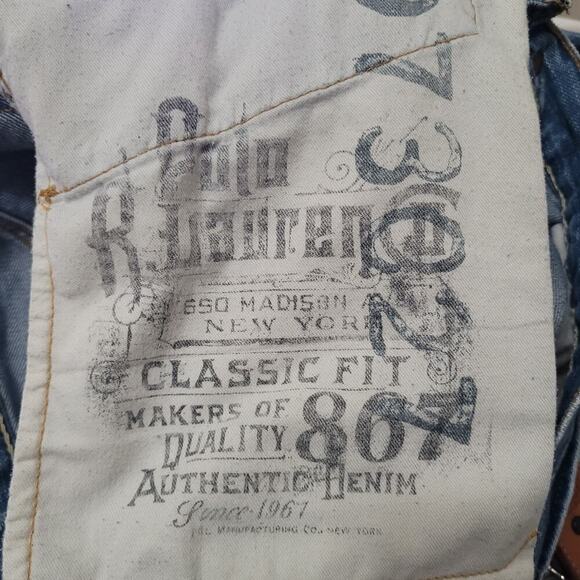 Polo
R. Lauren
650 MADISON
NEW YORK
CLASSIC FIT
MAKERS OF
QUALITY 867
AUTHENTIC DENIM
Since 1967
MANUFACTURING CO., NEW YORK